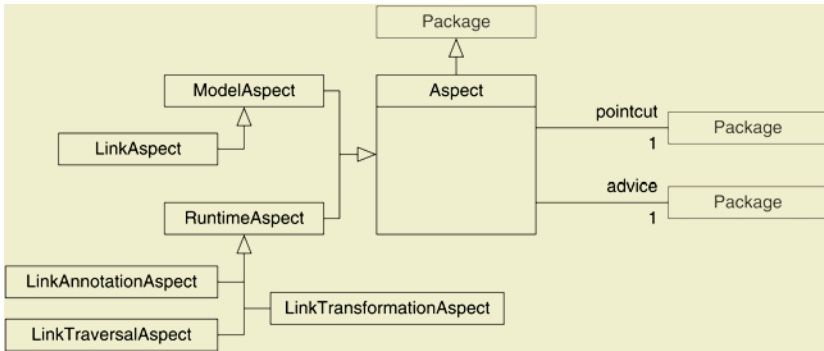 Package
ModelAspect
Aspect
pointcut
Package
1
LinkAspect
advice
Package
1
RuntimeAspect
LinkAnnotationAspect
LinkTransformationAspect
LinkTraversalAspect